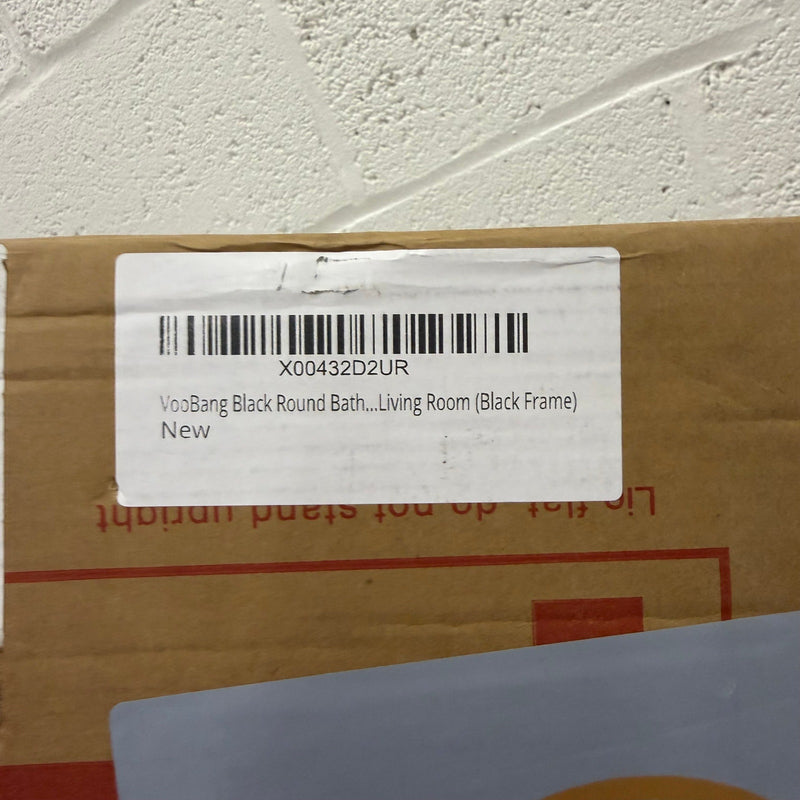 X00432D2UR
VooBang Black Round Bath...Living Room (Black Frame)
New
Lie flat, do not stand upright